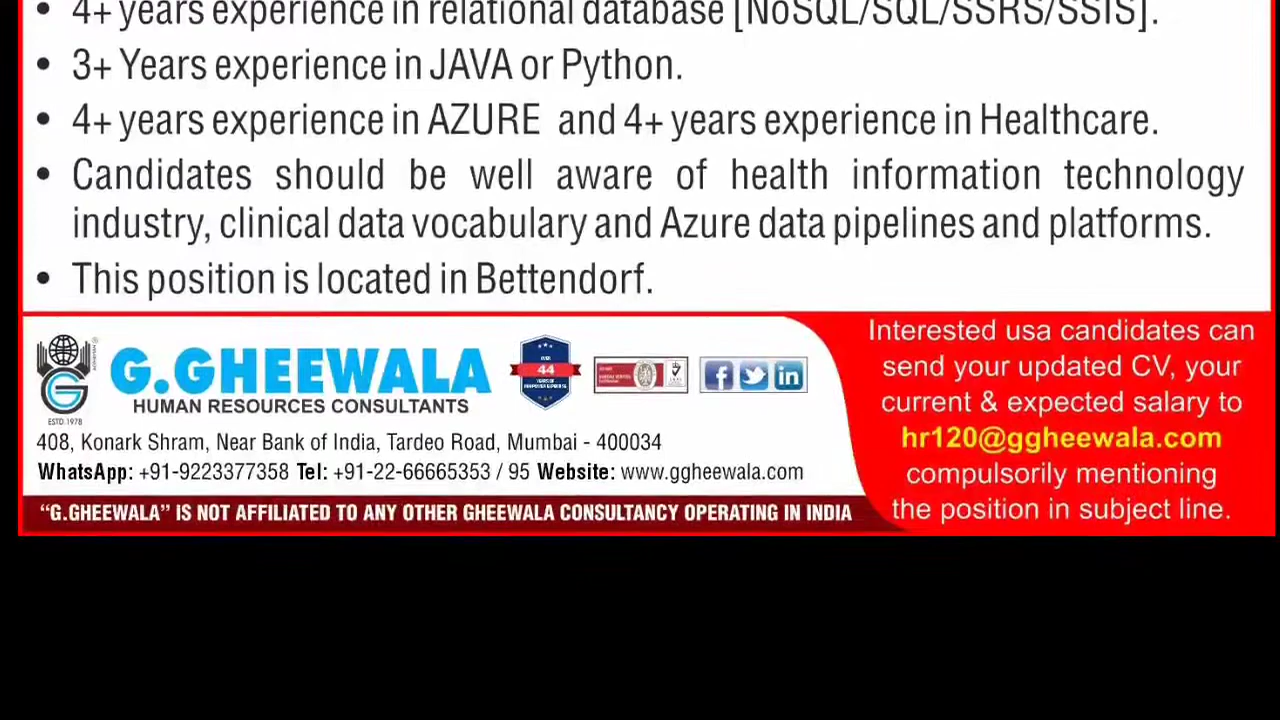 • 4+ years experience in relational database [NoSQL/SQL/SSRS/SSIS].
• 3+ Years experience in JAVA or Python.
• 4+ years experience in AZURE and 4+ years experience in Healthcare.
• Candidates should be well aware of health information technology
industry, clinical data vocabulary and Azure data pipelines and platforms.
• This position is located in Bettendorf.
G.GHEEWALA
HUMAN RESOURCES CONSULTANTS
ESTD.1978
OVER
44
YEARS OF
408, Konark Shram, Near Bank of India, Tardeo Road, Mumbai - 400034
WhatsApp: +91-9223377358 Tel: +91-22-66665353 / 95 Website: www.ggheewala.com
"G.GHEEWALA" IS NOT AFFILIATED TO ANY OTHER GHEEWALA CONSULTANCY OPERATING IN INDIA
Interested usa candidates can
send your updated CV, your
current & expected salary to
hr120@ggheewala.com
compulsorily mentioning
the position in subject line.